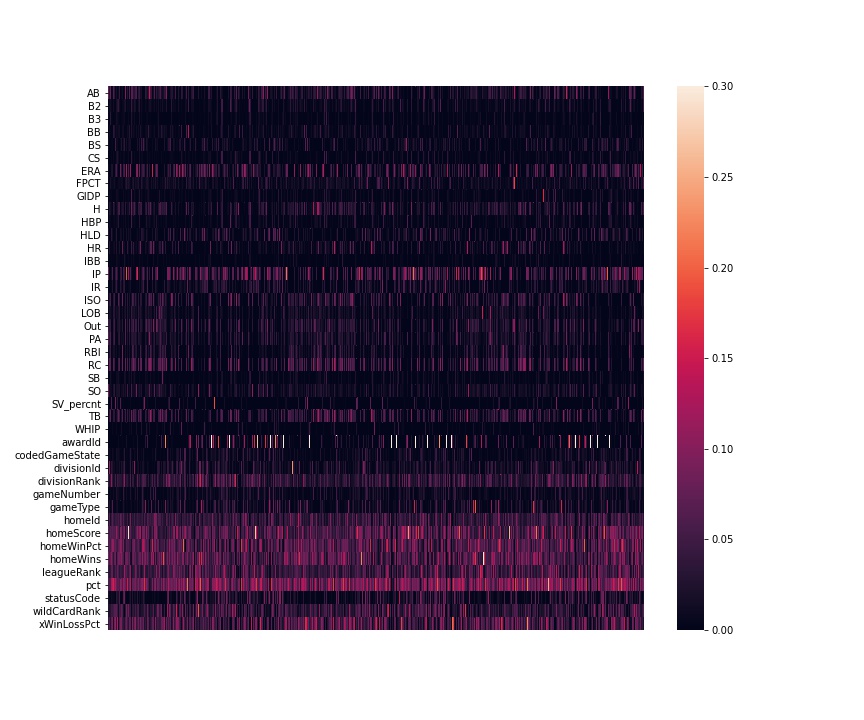 AB
B2
B3
BB
BS
CS
ERA
FPCT
GIDP
H
HBP
HLD
HR
IBB
IP
IR
ISO
LOB
Out
PA
RBI
RC
SB
SO
SV_percnt
TB
WHIP
awardId
codedGameState
divisionId
divisionRank
gameNumber
gameType
homeId
homeScore
homeWinPct
homeWins
leagueRank
pct
statusCode
wildCardRank
xWinLossPct
0.30
0.25
0.20
0.15
0.10
0.05
0.00